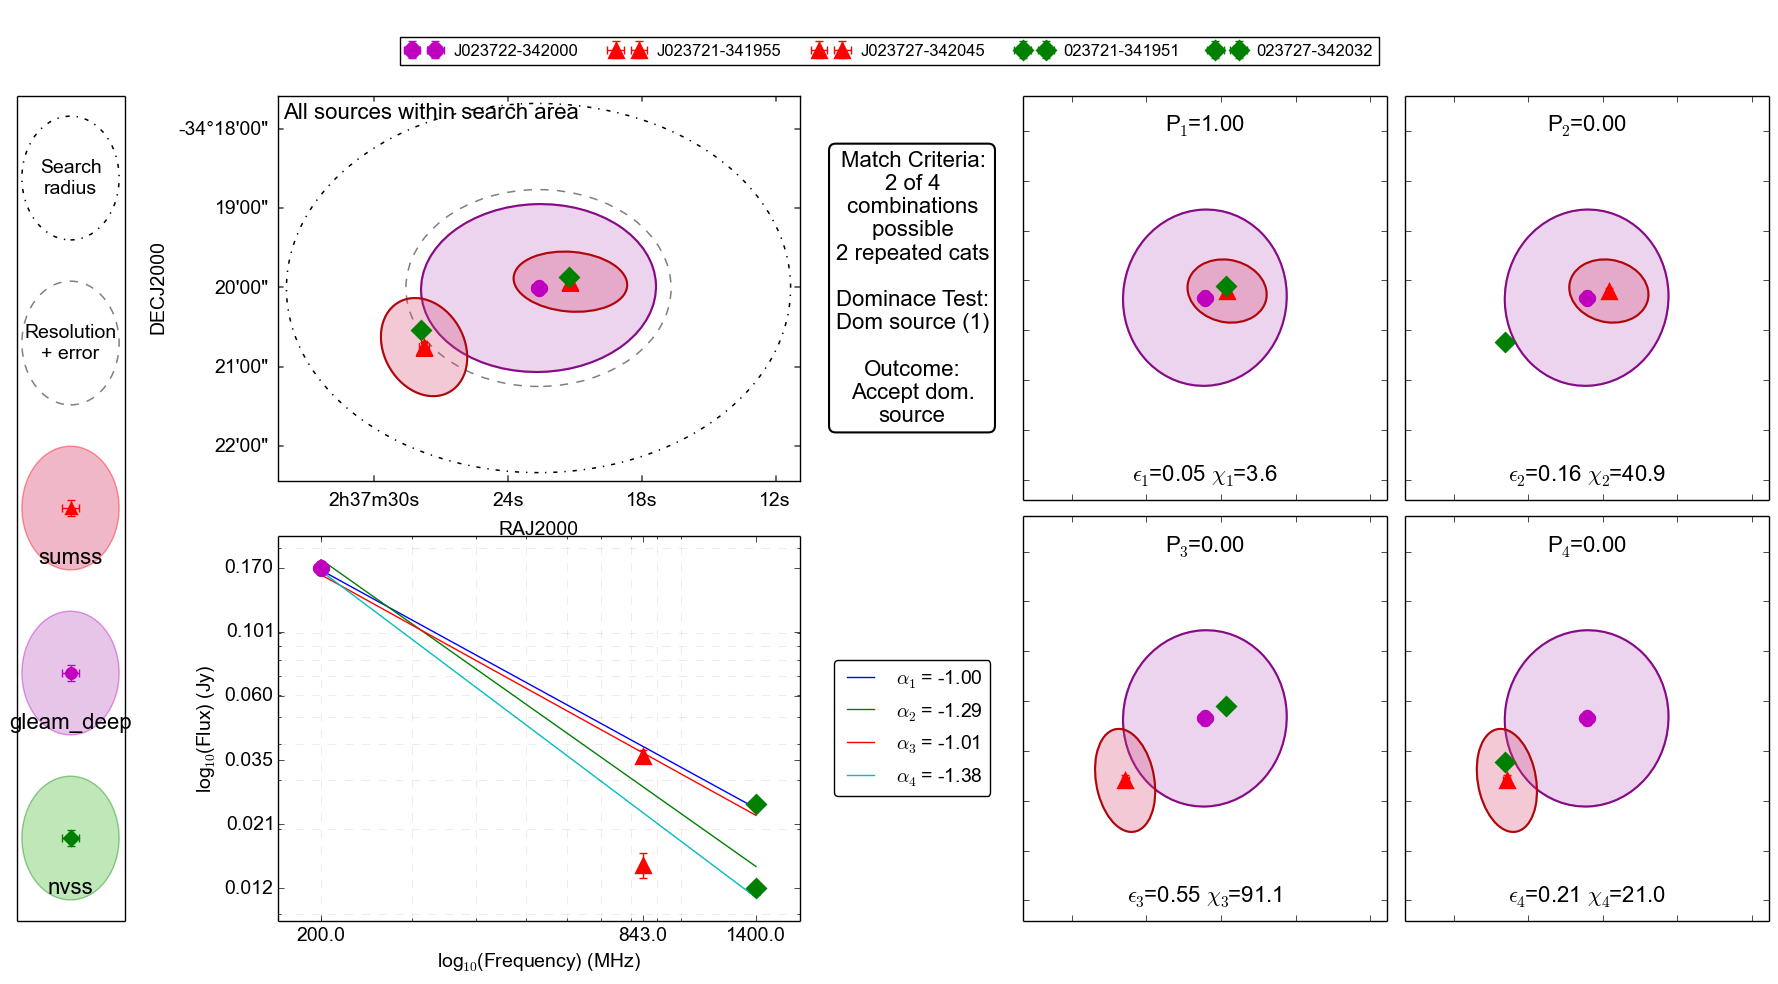 J023722-342000
J023721-341955
J023727-342045
023721-341951
023727-342032
Search
radius
Resolution
+ error
sumss
gleam_deep
nvss
All sources within search area
-34°18'00"
19'00"
20'00"
21'00"
22'00"
DECJ2000
2h37m30s
24s
18s
12s
RAJ2000
Match Criteria:
2 of 4
combinations
possible
2 repeated cats
Dominace Test:
Dom source (1)
Outcome:
Accept dom.
source
P₁=1.00
ϵ₁=0.05 χ₁=3.6
P₂=0.00
ϵ₂=0.16 χ₂=40.9
0.170
0.101
0.060
0.035
0.021
0.012
log₁₀(Flux) (Jy)
200.0
843.0
1400.0
log₁₀(Frequency) (MHz)
α₁ = -1.00
α₂ = -1.29
α₃ = -1.01
α₄ = -1.38
P₃=0.00
ϵ₃=0.55 χ₃=91.1
P₄=0.00
ϵ₄=0.21 χ₄=21.0